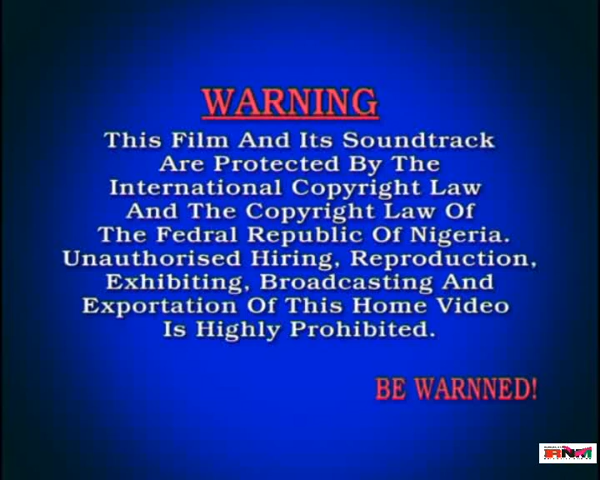 WARNING
This Film And Its Soundtrack
Are Protected By The
International Copyright Law
And The Copyright Law Of
The Fedral Republic Of Nigeria.
Unauthorised Hiring, Reproduction,
Exhibiting, Broadcasting And
Exportation Of This Home Video
Is Highly Prohibited.
BE WARNNED!